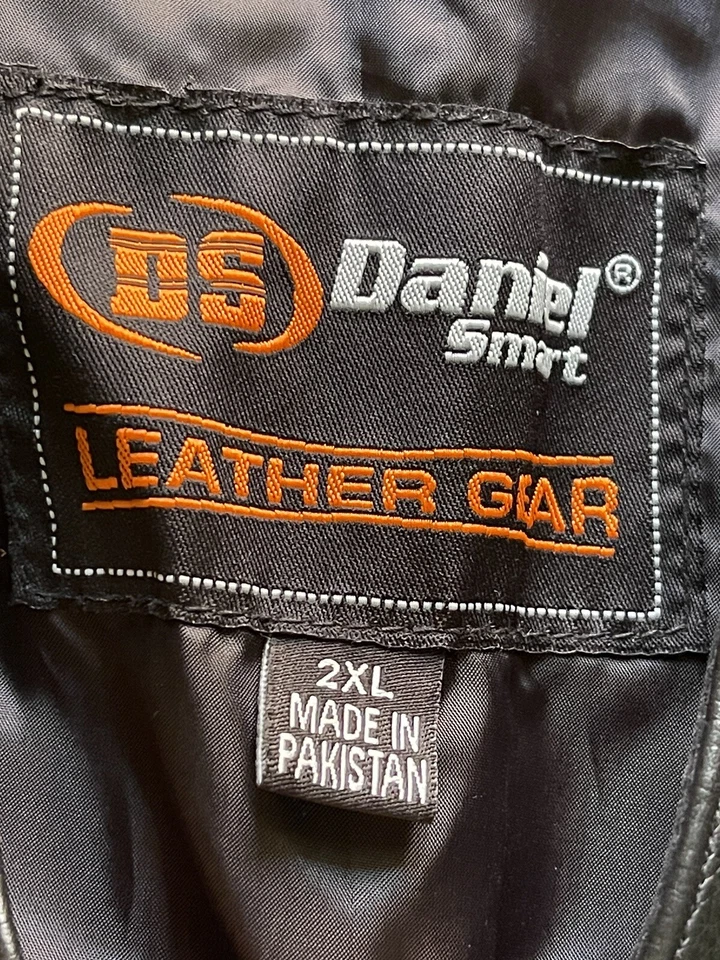 DS Daniel®
Smart
LEATHER GEAR
2XL
MADE IN
PAKISTAN